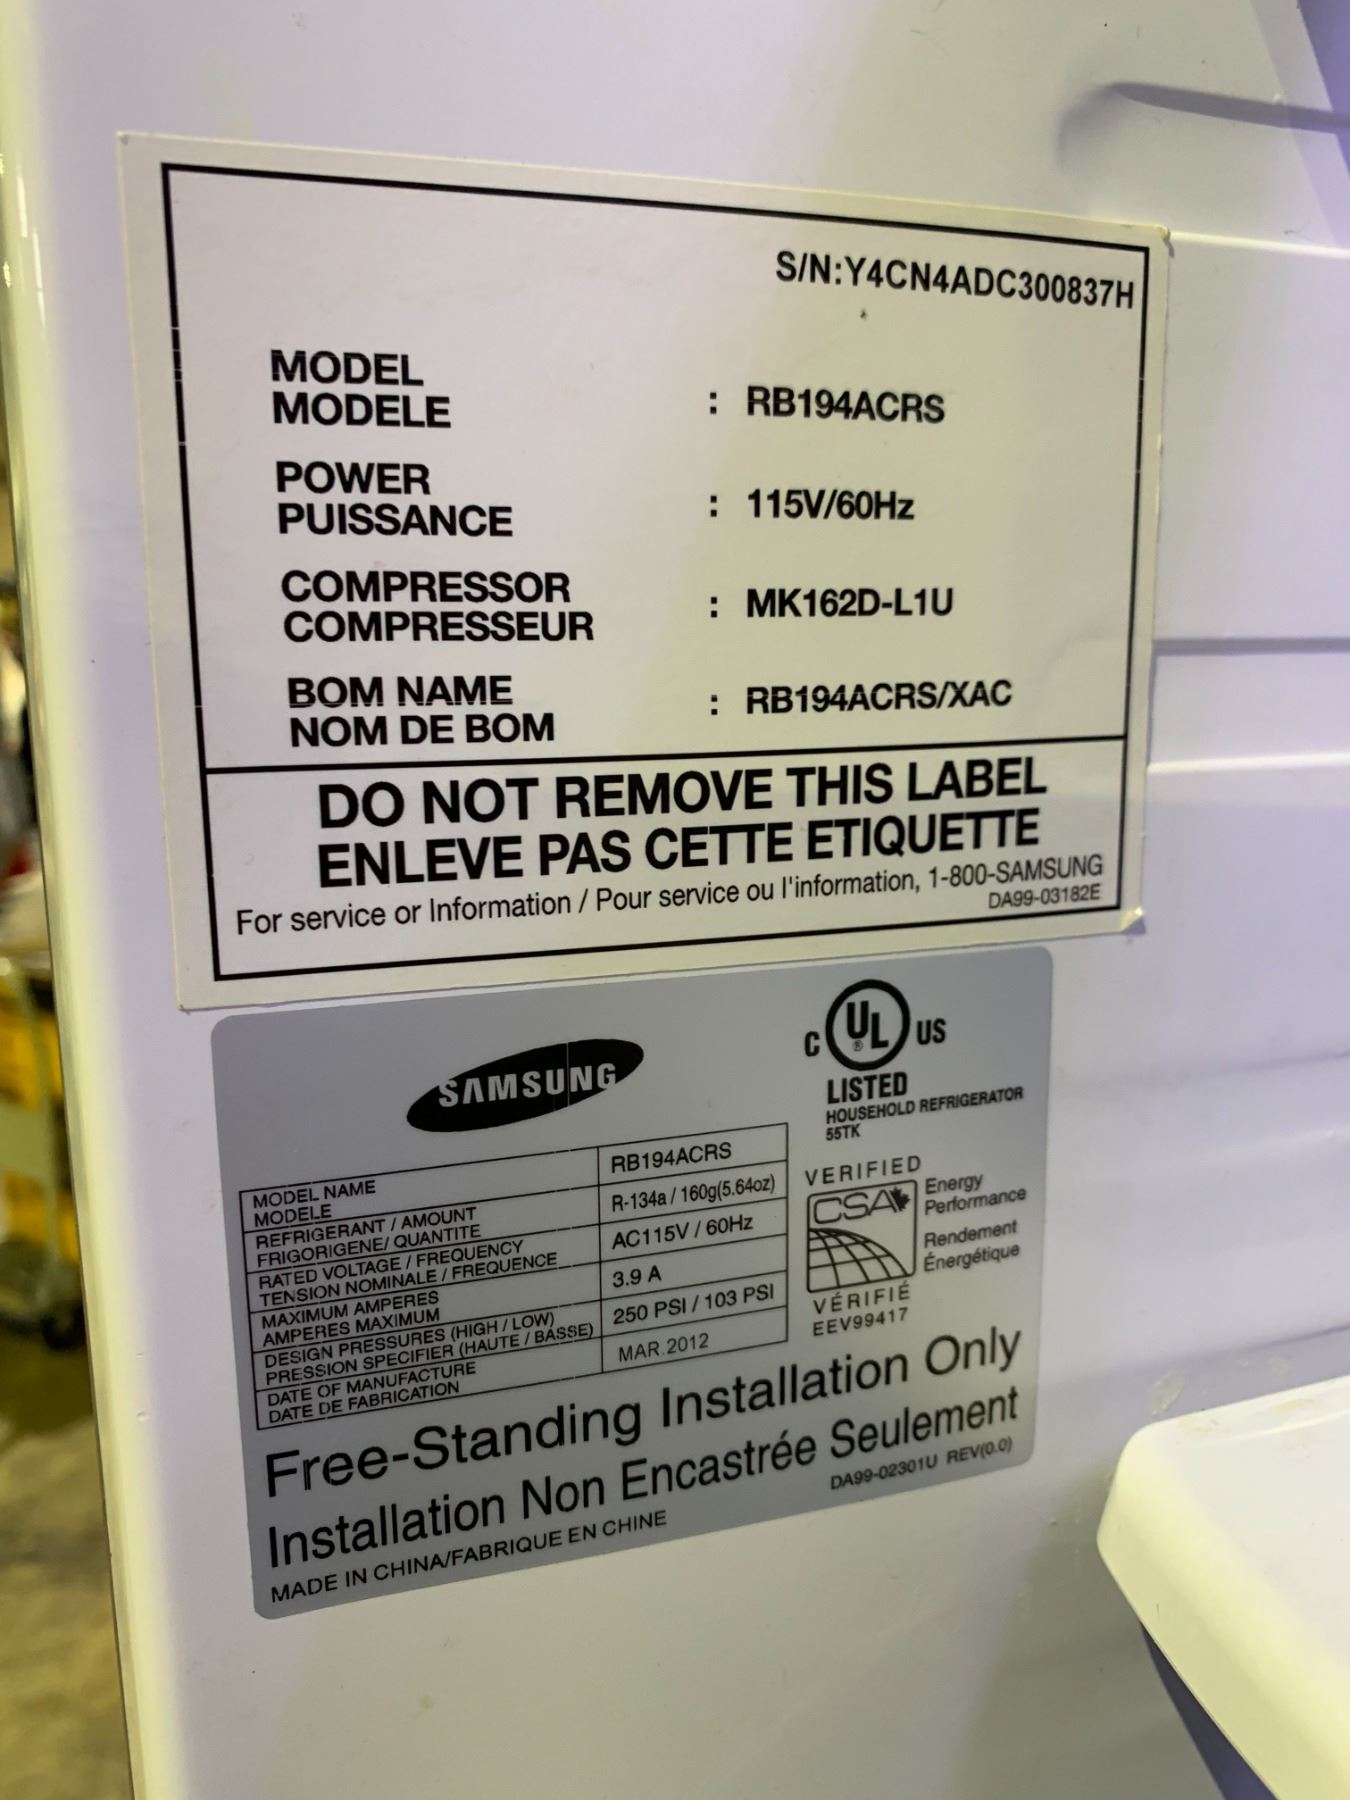 S/N:Y4CN4ADC300837H
MODEL
MODELE : RB194ACRS
POWER
PUISSANCE : 115V/60Hz
COMPRESSOR
COMPRESSEUR : MK162D-L1U
BOM NAME
NOM DE BOM : RB194ACRS/XAC
DO NOT REMOVE THIS LABEL
ENLEVE PAS CETTE ETIQUETTE
For service or Information / Pour service ou l'information, 1-800-SAMSUNG
DA99-03182E
SAMSUNG
C UL ® US
LISTED
HOUSEHOLD REFRIGERATOR
55TK
MODEL NAME
MODELE
RB194ACRS
REFRIGERANT / AMOUNT
FRIGORIGENE/ QUANTITE
R-134a / 160g(5.64oz)
RATED VOLTAGE / FREQUENCY
TENSION NOMINALE / FREQUENCE
AC115V / 60Hz
MAXIMUM AMPERES
AMPERES MAXIMUM
3.9 A
DESIGN PRESSURES (HIGH / LOW)
PRESSION SPECIFIER (HAUTE / BASSE)
250 PSI / 103 PSI
DATE OF MANUFACTURE
DATE DE FABRICATION
MAR.2012
VERIFIED
CSA
Energy
Performance
Rendement
Énergétique
VÉRIFIÉ
EEV99417
Free-Standing Installation Only
Installation Non Encastrée Seulement
DA99-02301U REV(0.0)
MADE IN CHINA/FABRIQUE EN CHINE